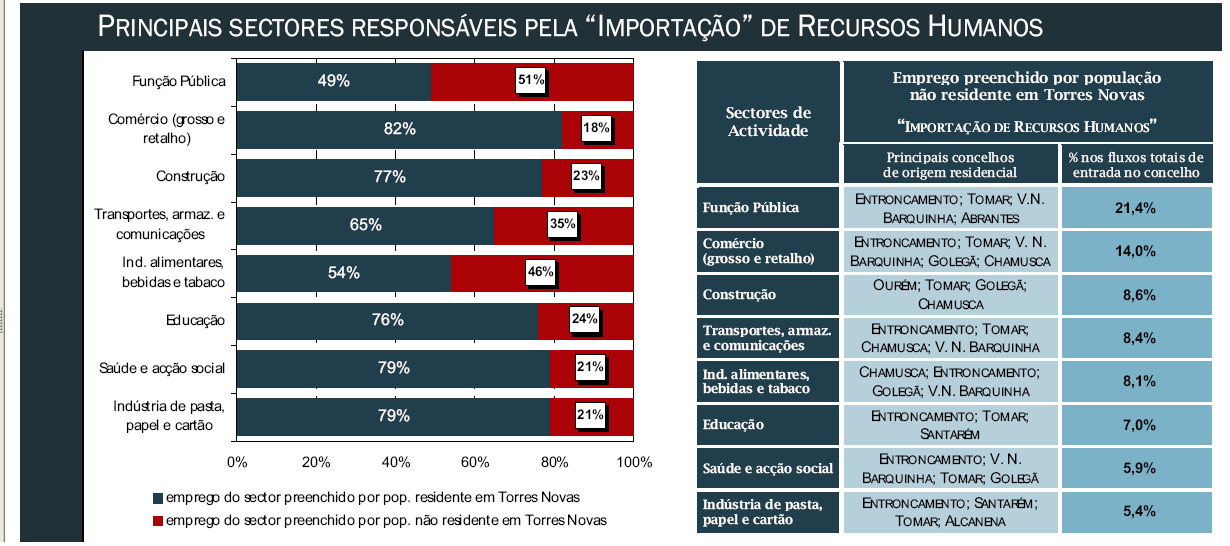 PRINCIPAIS SECTORES RESPONSÁVEIS PELA “IMPORTAÇÃO” DE RECURSOS HUMANOS
Função Pública
49%
51%
Comércio (grosso e
retalho)
82%
18%
Construção
77%
23%
Transportes, armaz. e
comunicações
65%
35%
Ind. alimentares,
bebidas e tabaco
54%
46%
Educação
76%
24%
Saúde e acção social
79%
21%
Indústria de pasta,
papel e cartão
79%
21%
0% 20% 40% 60% 80% 100%
emprego do sector preenchido por pop. residente em Torres Novas
emprego do sector preenchido por pop. não residente em Torres Novas
Sectores de
Actividade
Emprego preenchido por população
não residente em Torres Novas
“IMPORTAÇÃO DE RECURSOS HUMANOS”
Principais concelhos
de origem residencial
% nos fluxos totais de
entrada no concelho
Função Pública
ENTRONCAMENTO; TOMAR; V.N.
BARQUINHA; ABRANTES
21,4%
Comércio
(grosso e retalho)
ENTRONCAMENTO; TOMAR; V. N.
BARQUINHA; GOLEGÃ; CHAMUSCA
14,0%
Construção
OURÉM; TOMAR; GOLEGÃ;
CHAMUSCA
8,6%
Transportes, armaz.
e comunicações
ENTRONCAMENTO; TOMAR;
CHAMUSCA; V. N. BARQUINHA
8,4%
Ind. alimentares,
bebidas e tabaco
CHAMUSCA; ENTRONCAMENTO;
GOLEGÃ; V.N. BARQUINHA
8,1%
Educação
ENTRONCAMENTO; TOMAR;
SANTARÉM
7,0%
Saúde e acção social
ENTRONCAMENTO; V. N.
BARQUINHA; TOMAR; GOLEGÃ
5,9%
Indústria de pasta,
papel e cartão
ENTRONCAMENTO; SANTARÉM;
TOMAR; ALCANENA
5,4%